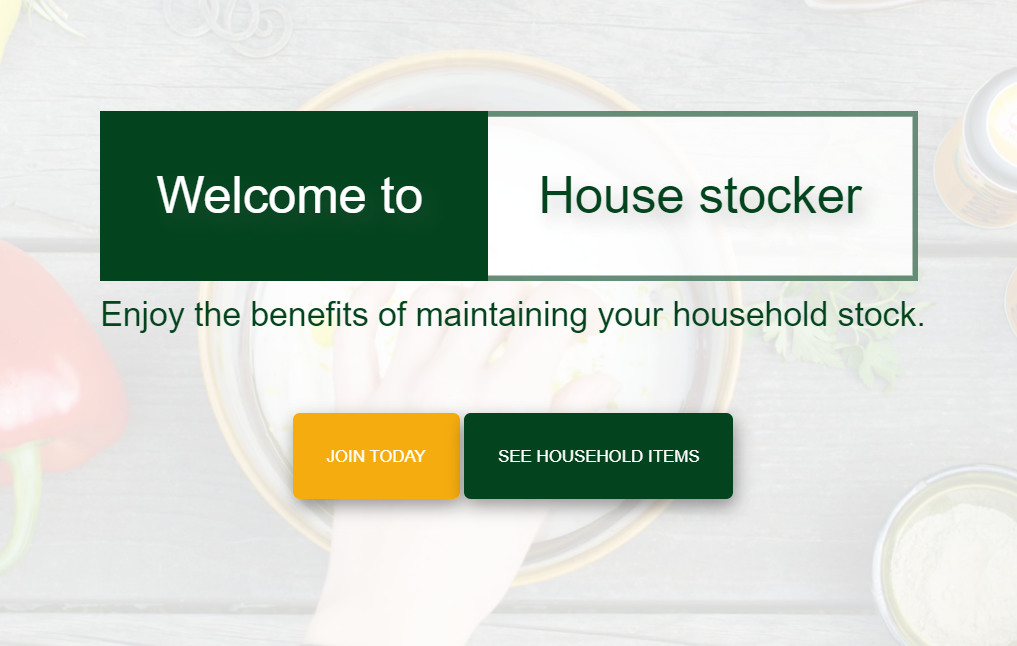 Welcome to House stocker
Enjoy the benefits of maintaining your household stock.
JOIN TODAY SEE HOUSEHOLD ITEMS